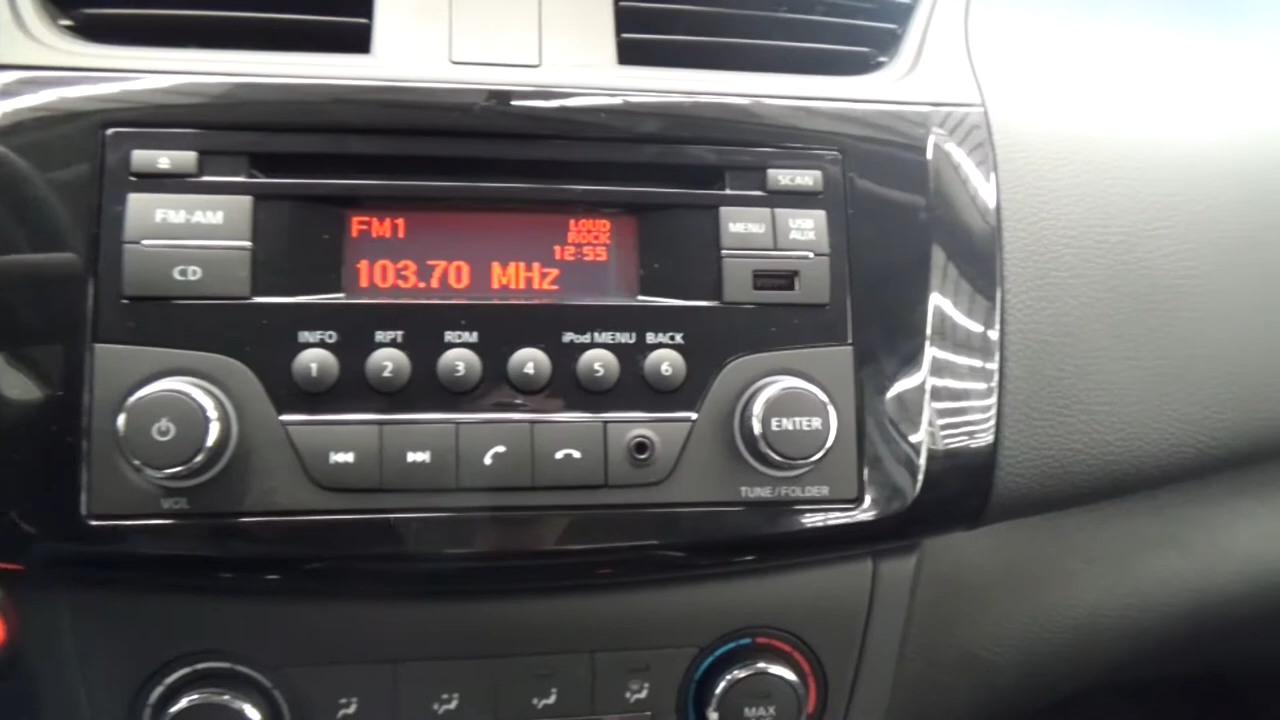 SCAN
FM·AM
CD
FM1
LOUD
ROCK
12:55
103.70 MHz
MENU
USB
AUX
INFO
RPT
RDM
iPod MENU
BACK
1
2
3
4
5
6
VOL
ENTER
TUNE/FOLDER
MAX